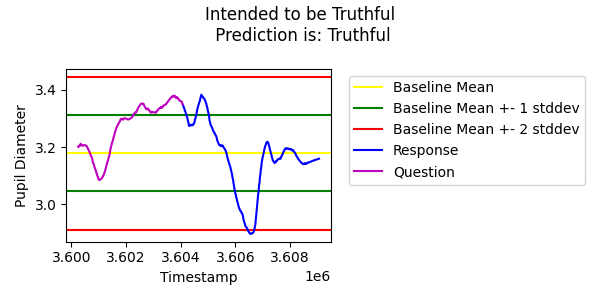 Intended to be Truthful
Prediction is: Truthful
Pupil Diameter
3.4
3.2
3.0
3.600
3.602
3.604
3.606
3.608
1e6
Timestamp
Baseline Mean
Baseline Mean +- 1 stddev
Baseline Mean +- 2 stddev
Response
Question